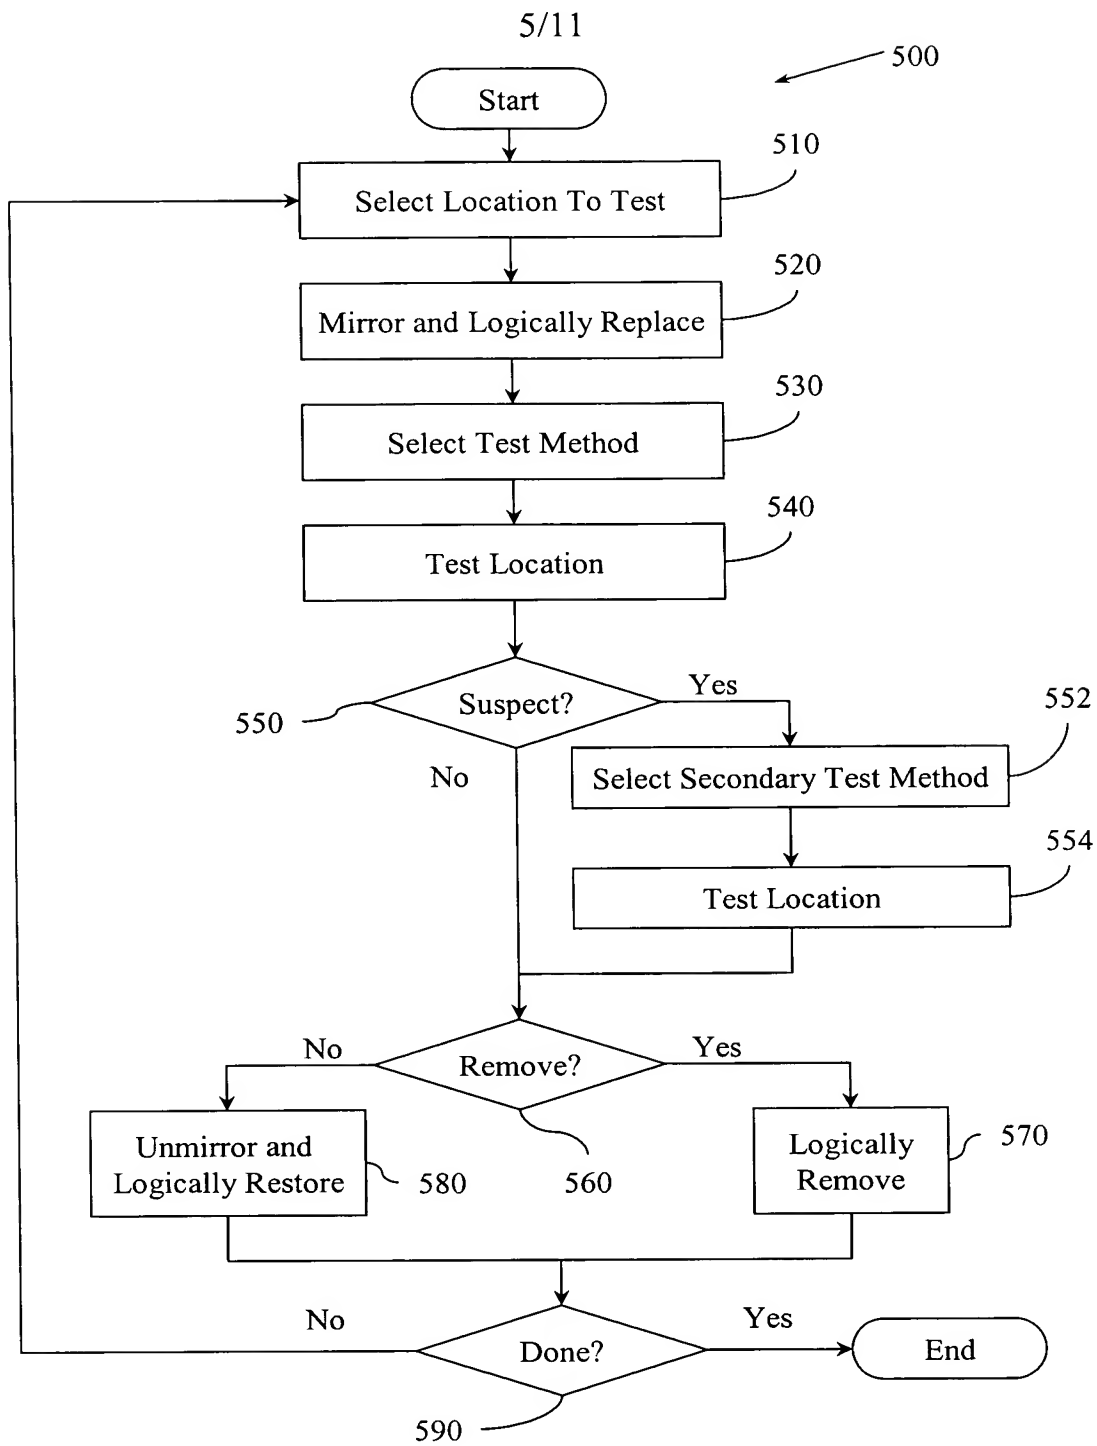 5/11
500
Start
510
Select Location To Test
520
Mirror and Logically Replace
530
Select Test Method
540
Test Location
Suspect?
Yes
550
552
No
Select Secondary Test Method
554
Test Location
No
Remove?
Yes
Unmirror and
Logically Restore
580
560
Logically
Remove
570
No
Done?
Yes
End
590